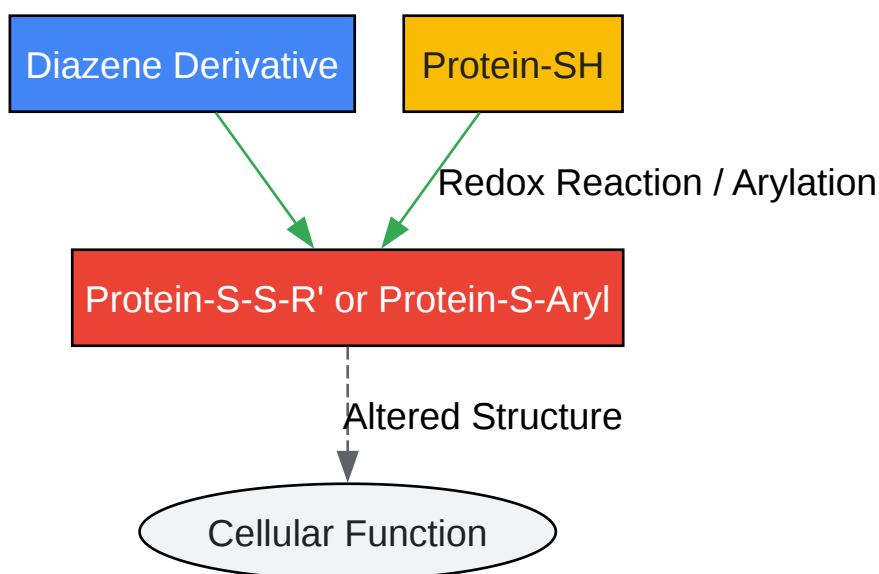 Diazene Derivative
Protein-SH
Redox Reaction / Arylation
Protein-S-S-R' or Protein-S-Aryl
Altered Structure
Cellular Function